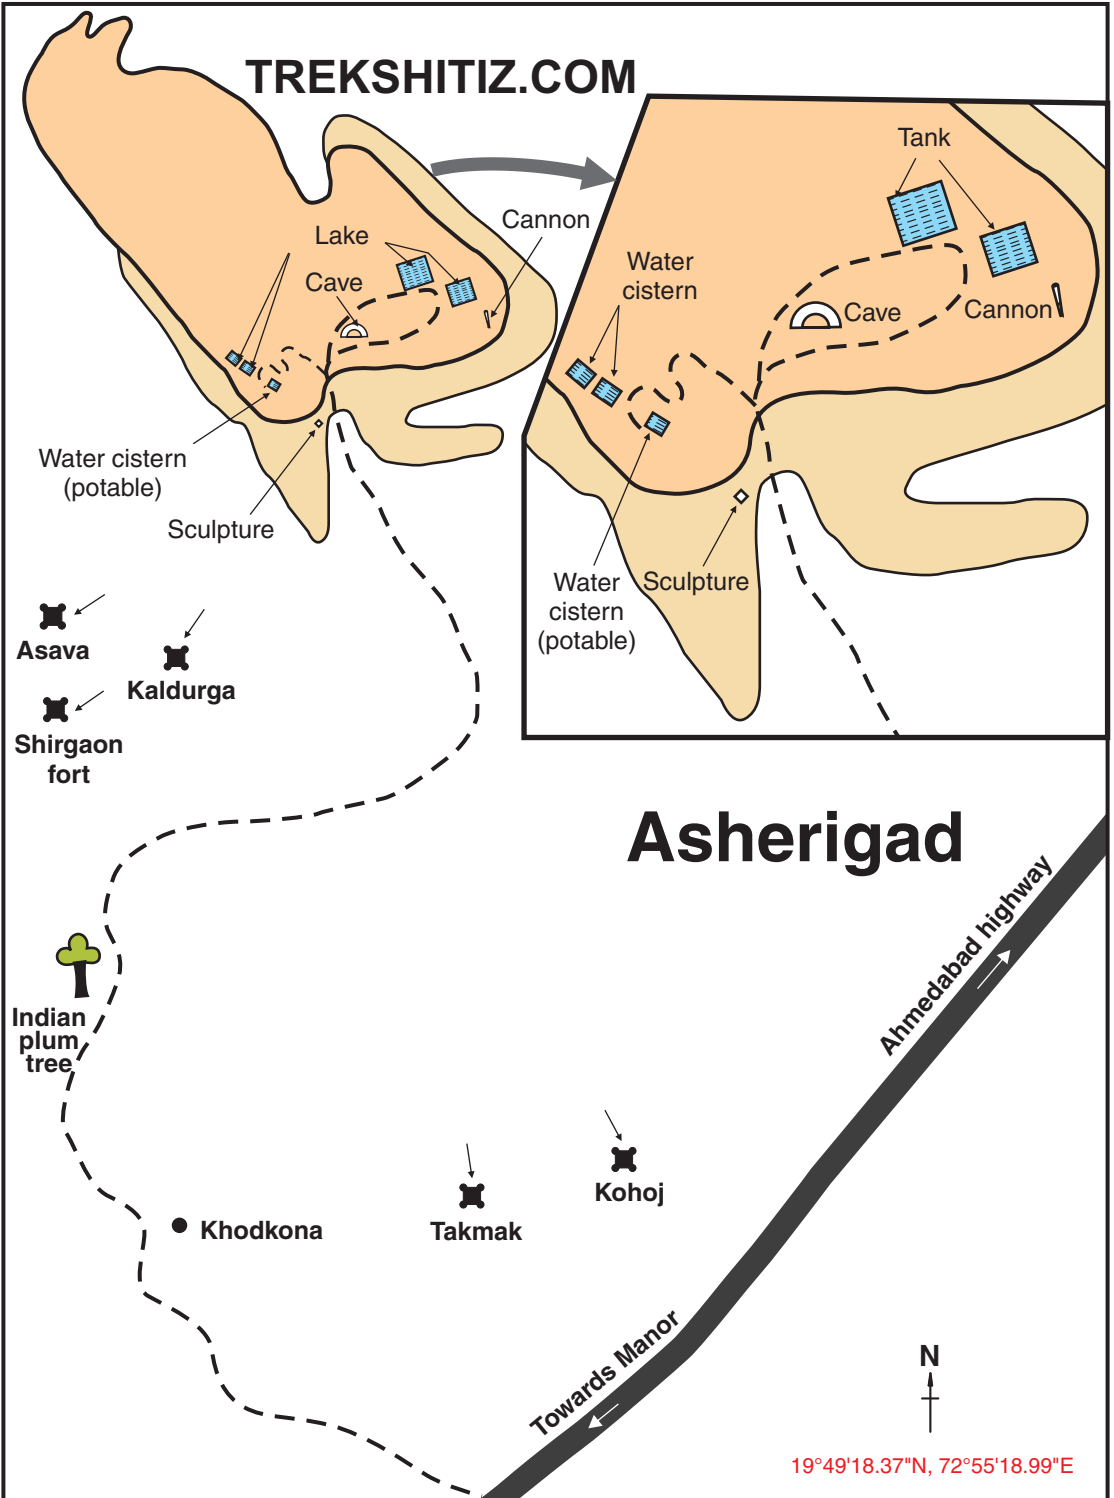 TREKSHITIZ.COM
Tank
Cannon
Lake
Water
cistern
Cave
Cave
Cannon
Water cistern
(potable)
Sculpture
Water
cistern
(potable)
Sculpture
Asava
Kaldurga
Shirgaon
fort
Asherigad
Ahmedabad highway
Indian
plum
tree
Kohoj
Khodkona
Takmak
Towards Manor
N
19°49'18.37"N, 72°55'18.99"E